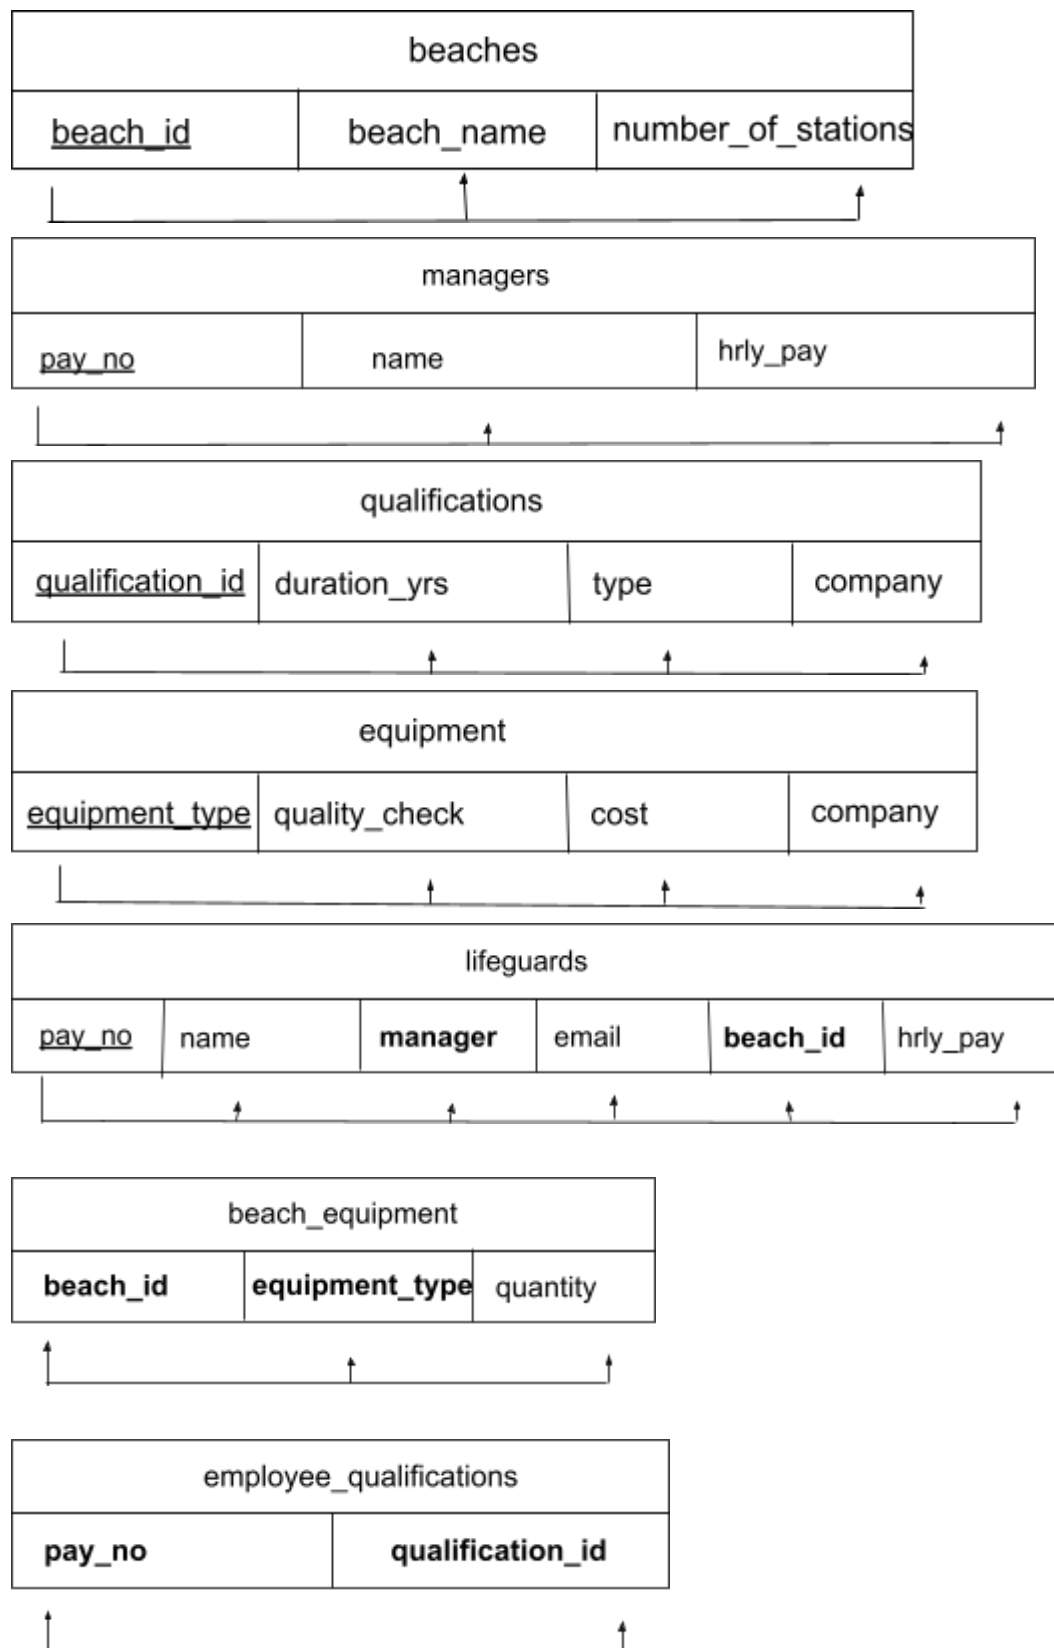 beaches
beach_id beach_name number_of_stations
managers
pay_no name hrly_pay
qualifications
qualification_id duration_yrs type company
equipment
equipment_type quality_check cost company
lifeguards
pay_no name manager email beach_id hrly_pay
beach_equipment
beach_id equipment_type quantity
employee_qualifications
pay_no qualification_id